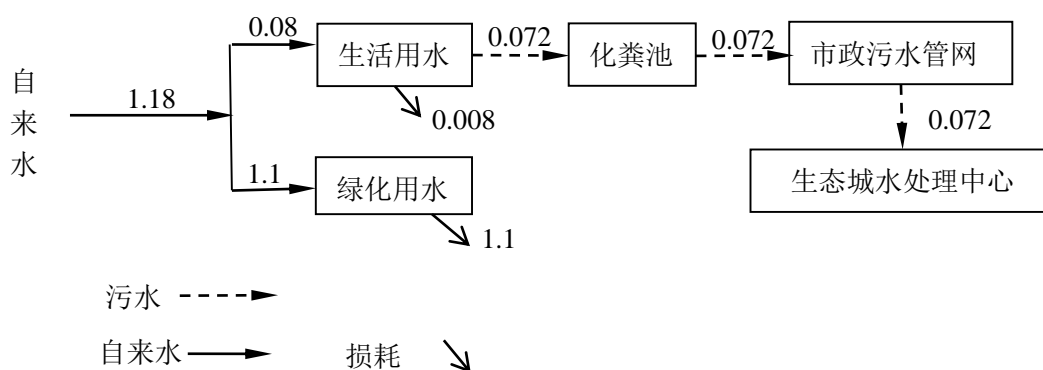 自来水
1.18
0.08
生活用水
0.072
化粪池
0.072
市政污水管网
0.008
0.072
生态城水处理中心
1.1
绿化用水
1.1
污水
自来水
损耗